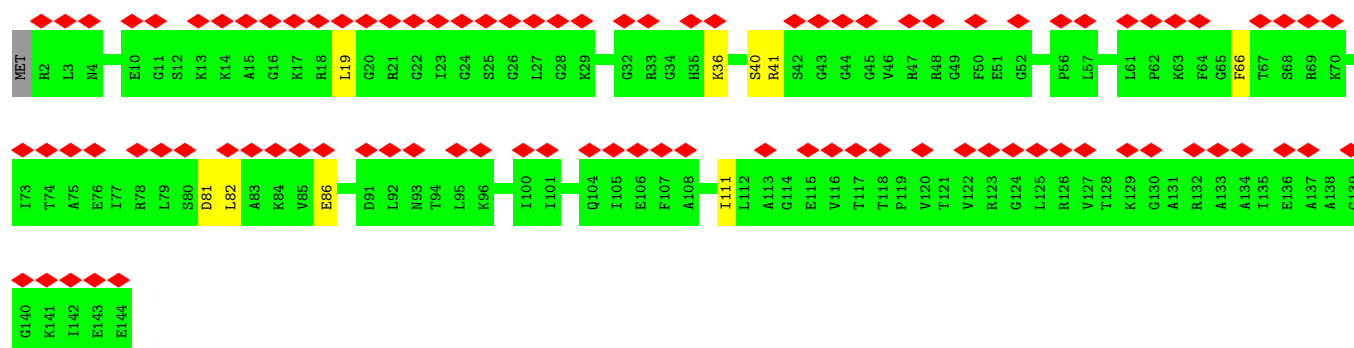 MET R2 L3 N4 E10 G11 S12 K13 K14 A15 G16 K17 R18 L19 G20 R21 G22 I23 G24 S25 G26 L27 G28 K29 G32 R33 G34 H35 K36 S40 R41 S42 G43 G44 G45 V46 R47 R48 G49 F50 E51 G52 P56 L57 L61 P62 K63 F64 G65 F66 T67 S68 R69 K70
I73 T74 A75 E76 I77 R78 L79 S80 D81 L82 A83 K84 V85 E86 D91 L92 N93 T94 L95 K96 I100 I101 Q104 I105 E106 F107 A108 I111 L112 A113 G114 E115 V116 T117 T118 P119 V120 T121 V122 R123 G124 L125 R126 V127 T128 K129 G130 A131 R132 A133 A134 I135 E136 A137 A138 G139
G140 K141 I142 E143 E144